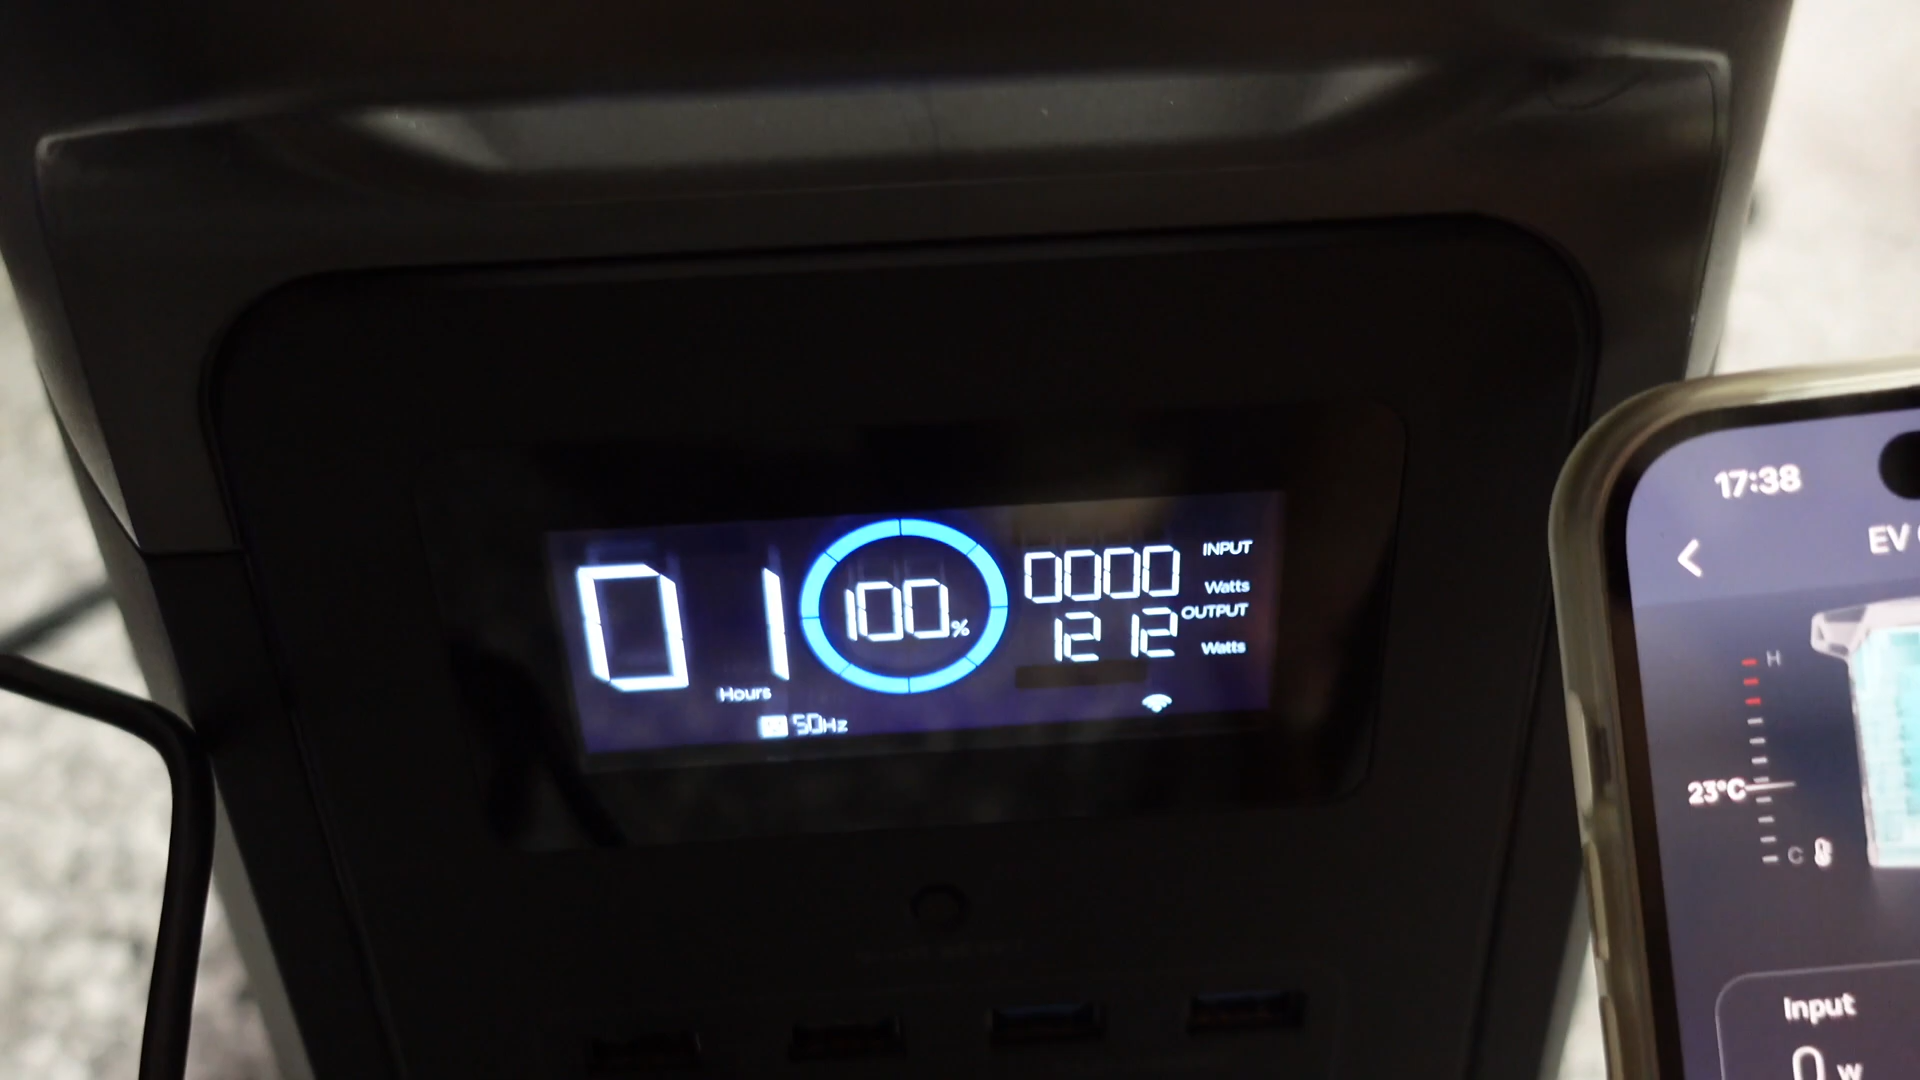 01
Hours
100%
0000 INPUT
Watts
1212 OUTPUT
Watts
50Hz
17:38
EV
H
23°C
C
Input
0 W